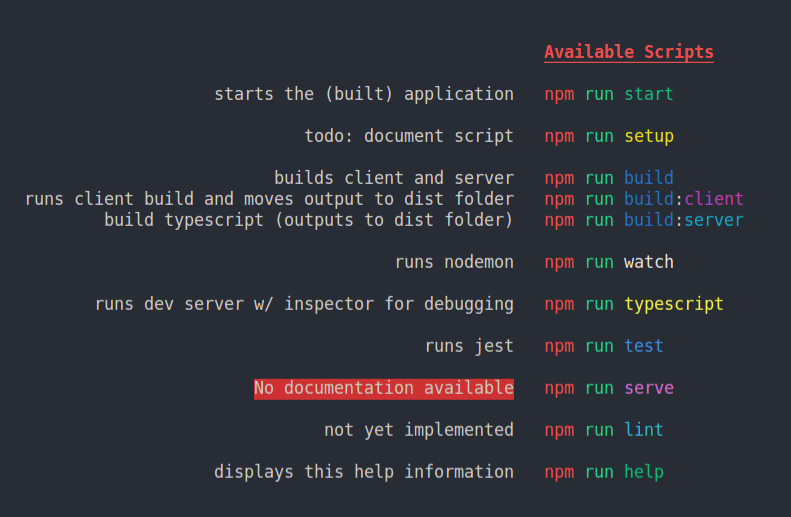 Available Scripts
starts the (built) application npm run start
todo: document script npm run setup
builds client and server npm run build
runs client build and moves output to dist folder npm run build:client
build typescript (outputs to dist folder) npm run build:server
runs nodemon npm run watch
runs dev server w/ inspector for debugging npm run typescript
runs jest npm run test
No documentation available npm run serve
not yet implemented npm run lint
displays this help information npm run help